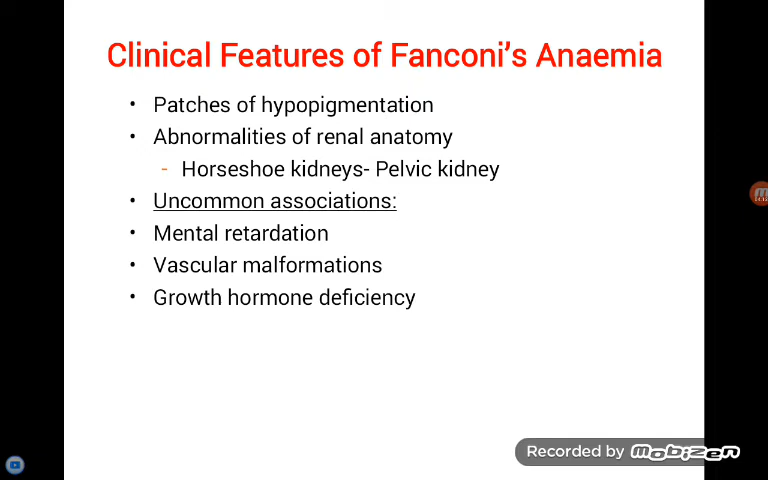 Clinical Features of Fanconi's Anaemia
• Patches of hypopigmentation
• Abnormalities of renal anatomy
- Horseshoe kidneys- Pelvic kidney
• Uncommon associations:
• Mental retardation
• Vascular malformations
• Growth hormone deficiency
Recorded by mobizen